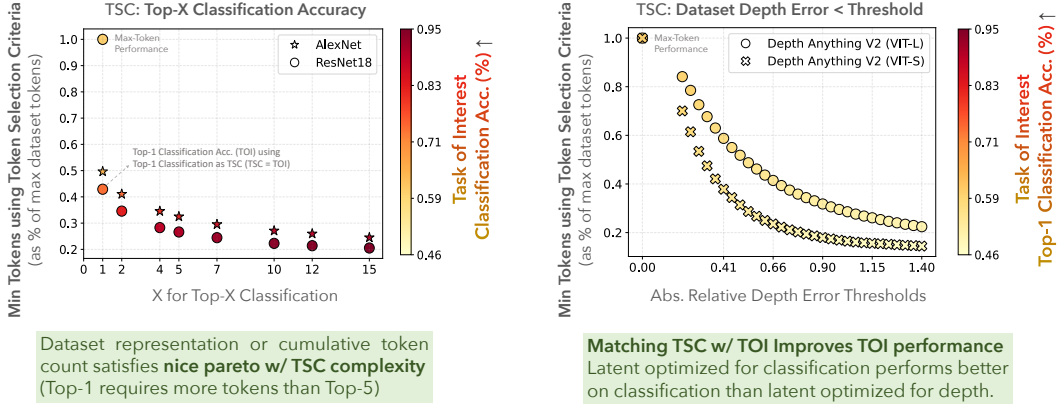 TSC: Top-X Classification Accuracy
Min Tokens using Token Selection Criteria
(as % of max dataset tokens)
1.0
0.9
0.8
0.7
0.6
0.5
0.4
0.3
0.2
Max-Token
Performance
AlexNet
ResNet18
Top-1 Classification Acc. (TOI) using
Top-1 Classification as TSC (TSC = TOI)
0 1 2 4 5 7 10 12 15
X for Top-X Classification
0.95
0.83
0.71
0.59
0.46
Task of Interest
Classification Acc. (%) ↑
Dataset representation or cumulative token
count satisfies nice pareto w/ TSC complexity
(Top-1 requires more tokens than Top-5)
TSC: Dataset Depth Error < Threshold
Min Tokens using Token Selection Criteria
(as % of max dataset tokens)
1.0
0.8
0.6
0.4
0.2
Max-Token
Performance
Depth Anything V2 (VIT-L)
Depth Anything V2 (VIT-S)
0.00 0.41 0.66 0.90 1.15 1.40
Abs. Relative Depth Error Thresholds
0.95
0.83
0.71
0.59
0.46
Task of Interest
Top-1 Classification Acc. (%) ↑
Matching TSC w/ TOI Improves TOI performance
Latent optimized for classification performs better
on classification than latent optimized for depth.